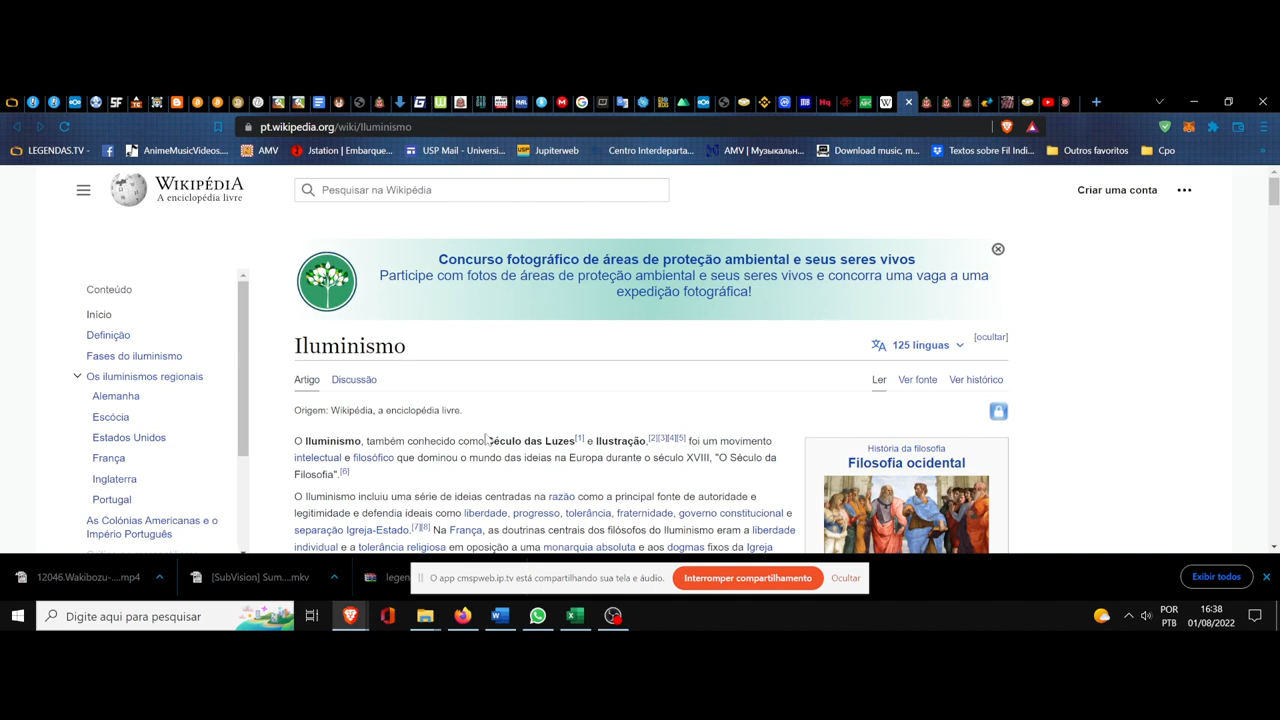 pt.wikipedia.org/wiki/Iluminismo
LEGENDAS.TV
AnimeMusicVideos...
AMV
Jstation | Embarque...
USP Mail - Universi...
Jupiterweb
Centro Interdeparta...
AMV | Музыкальн...
Download music, m...
Textos sobre Fil Indi...
Outros favoritos
Cpo
WIKIPÉDIA
A enciclopédia livre
Pesquisar na Wikipédia
Criar uma conta
Concurso fotográfico de áreas de proteção ambiental e seus seres vivos
Participe com fotos de áreas de proteção ambiental e seus seres vivos e concorra uma vaga a uma
expedição fotográfica!
[ocultar]
Conteúdo
Início
Definição
Fases do iluminismo
Os iluminismos regionais
Alemanha
Escócia
Estados Unidos
França
Inglaterra
Portugal
As Colónias Americanas e o
Império Português
Iluminismo
125 línguas
Artigo
Discussão
Ler
Ver fonte
Ver histórico
Origem: Wikipédia, a enciclopédia livre.
O Iluminismo, também conhecido como Século das Luzes[1] e Ilustração,[2][3][4][5] foi um movimento
intelectual e filosófico que dominou o mundo das ideias na Europa durante o século XVIII, "O Século da
Filosofia".[6]
O Iluminismo incluiu uma série de ideias centradas na razão como a principal fonte de autoridade e
legitimidade e defendia ideais como liberdade, progresso, tolerância, fraternidade, governo constitucional e
separação Igreja-Estado.[7][8] Na França, as doutrinas centrais dos filósofos do Iluminismo eram a liberdade
individual e a tolerância religiosa em oposição a uma monarquia absoluta e aos dogmas fixos da Igreja
História da filosofia
Filosofia ocidental
12046.Wakibozu-....mp4
[SubVision] Sum....mkv
legen
O app cmspweb.ip.tv está compartilhando sua tela e áudio.
Interromper compartilhamento
Ocultar
Exibir todos
Digite aqui para pesquisar
POR
PTB
16:38
01/08/2022